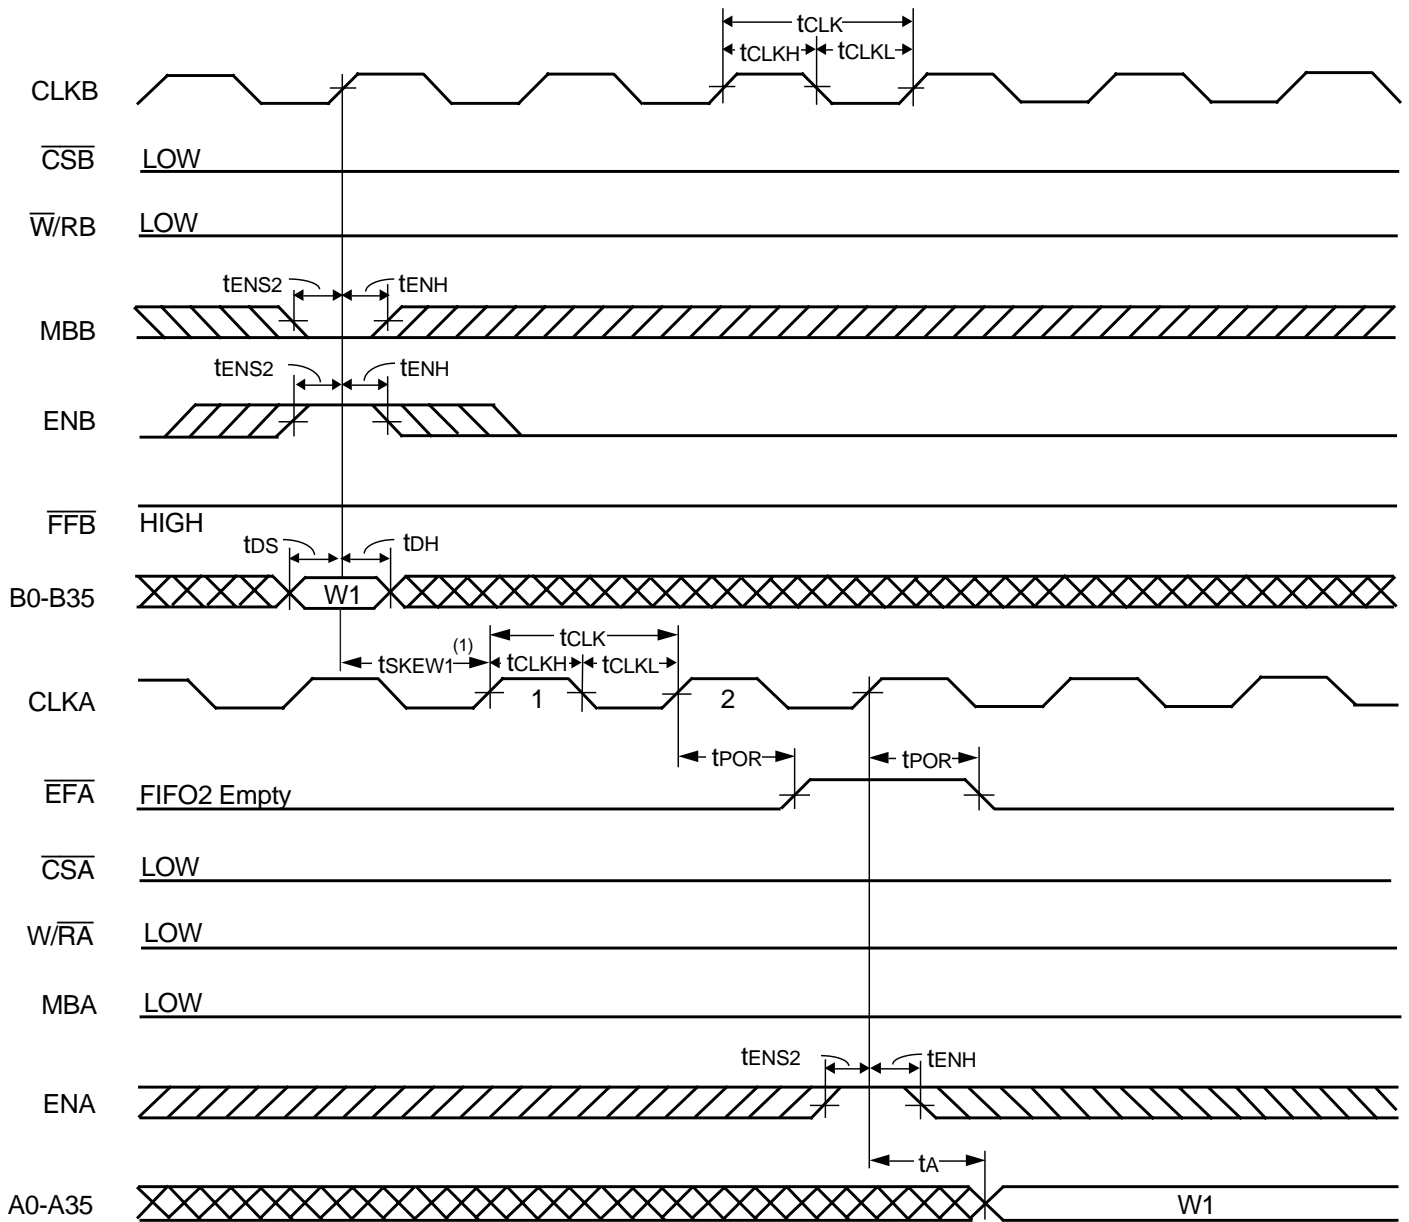 tCLK
tCLKH tCLKL
CLKB
CSB LOW
W/RB LOW
tENS2 tENH
MBB
tENS2 tENH
ENB
FFB HIGH
tDS tDH
B0-B35 W1
tCLK
tSKEW1(1) tCLKH tCLKL
CLKA 1 2
tPOR tPOR
EFA FIFO2 Empty
CSA LOW
W/RA LOW
MBA LOW
tENS2 tENH
ENA
tA
A0-A35 W1